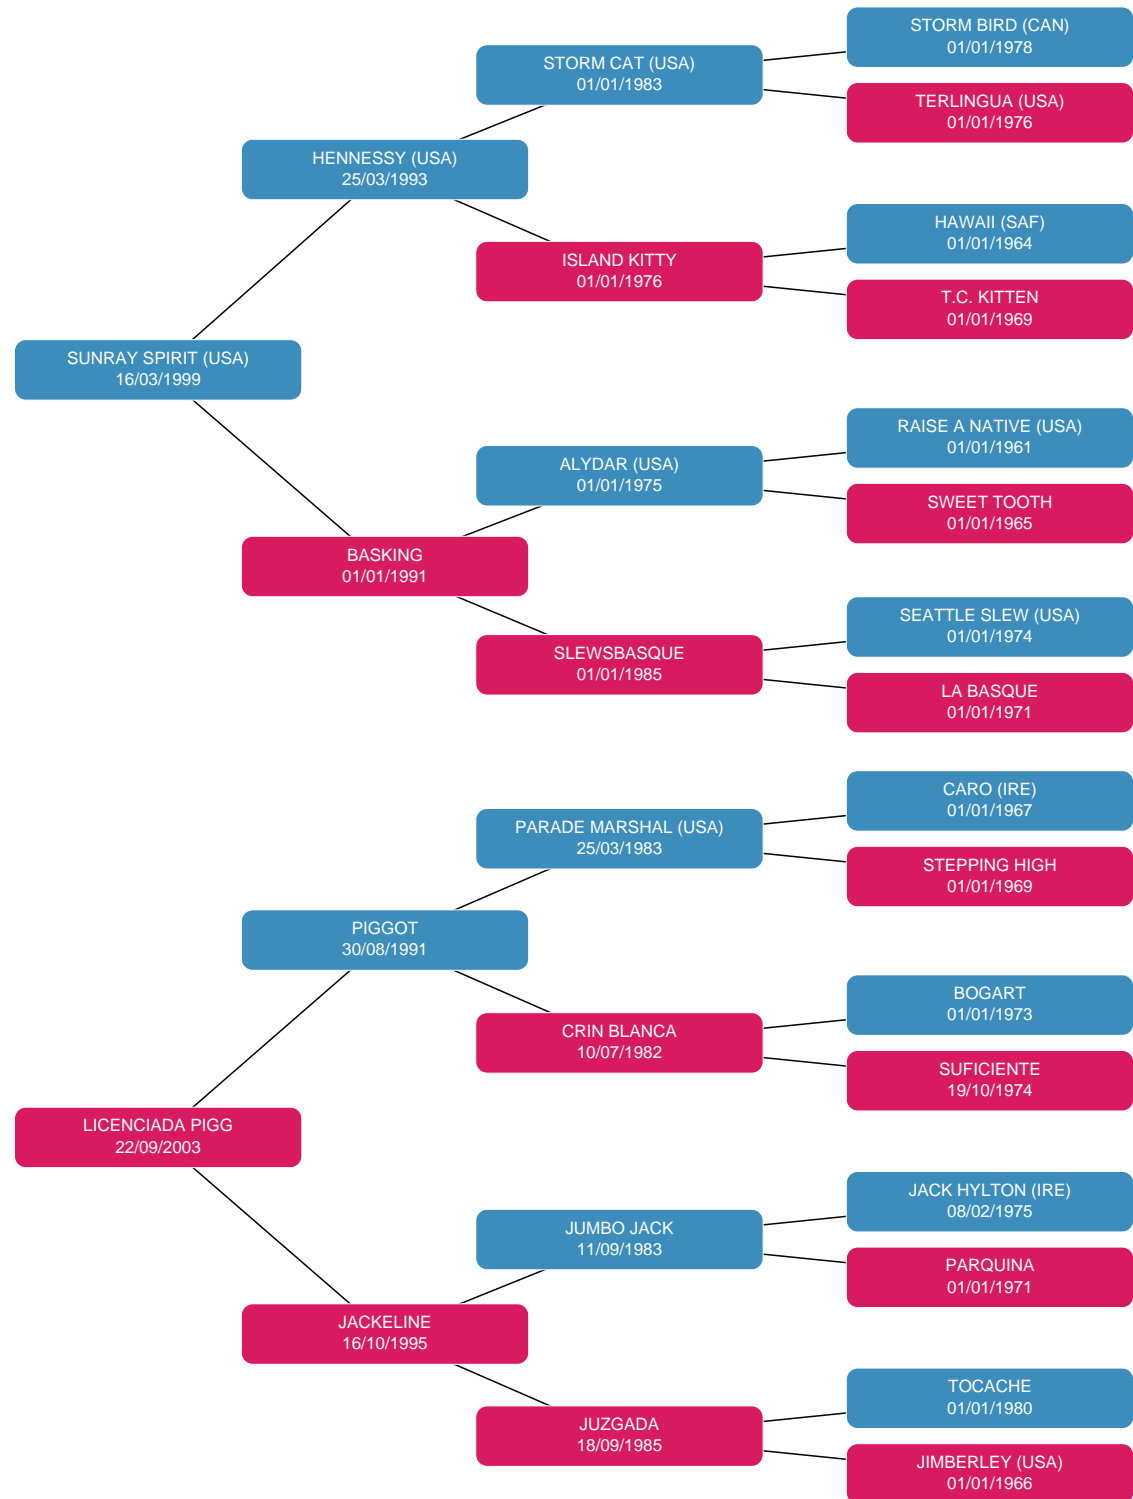 STORM BIRD (CAN)
01/01/1978
STORM CAT (USA)
01/01/1983
TERLINGUA (USA)
01/01/1976
HENNESSY (USA)
25/03/1993
HAWAII (SAF)
01/01/1964
ISLAND KITTY
01/01/1976
T.C. KITTEN
01/01/1969
SUNRAY SPIRIT (USA)
16/03/1999
RAISE A NATIVE (USA)
01/01/1961
ALYDAR (USA)
01/01/1975
SWEET TOOTH
01/01/1965
BASKING
01/01/1991
SEATTLE SLEW (USA)
01/01/1974
SLEWSBASQUE
01/01/1985
LA BASQUE
01/01/1971
CARO (IRE)
01/01/1967
PARADE MARSHAL (USA)
25/03/1983
STEPPING HIGH
01/01/1969
PIGGOT
30/08/1991
BOGART
01/01/1973
CRIN BLANCA
10/07/1982
SUFICIENTE
19/10/1974
LICENCIADA PIGG
22/09/2003
JACK HYLTON (IRE)
08/02/1975
JUMBO JACK
11/09/1983
PARQUINA
01/01/1971
JACKELINE
16/10/1995
TOCACHE
01/01/1980
JUZGADA
18/09/1985
JIMBERLEY (USA)
01/01/1966